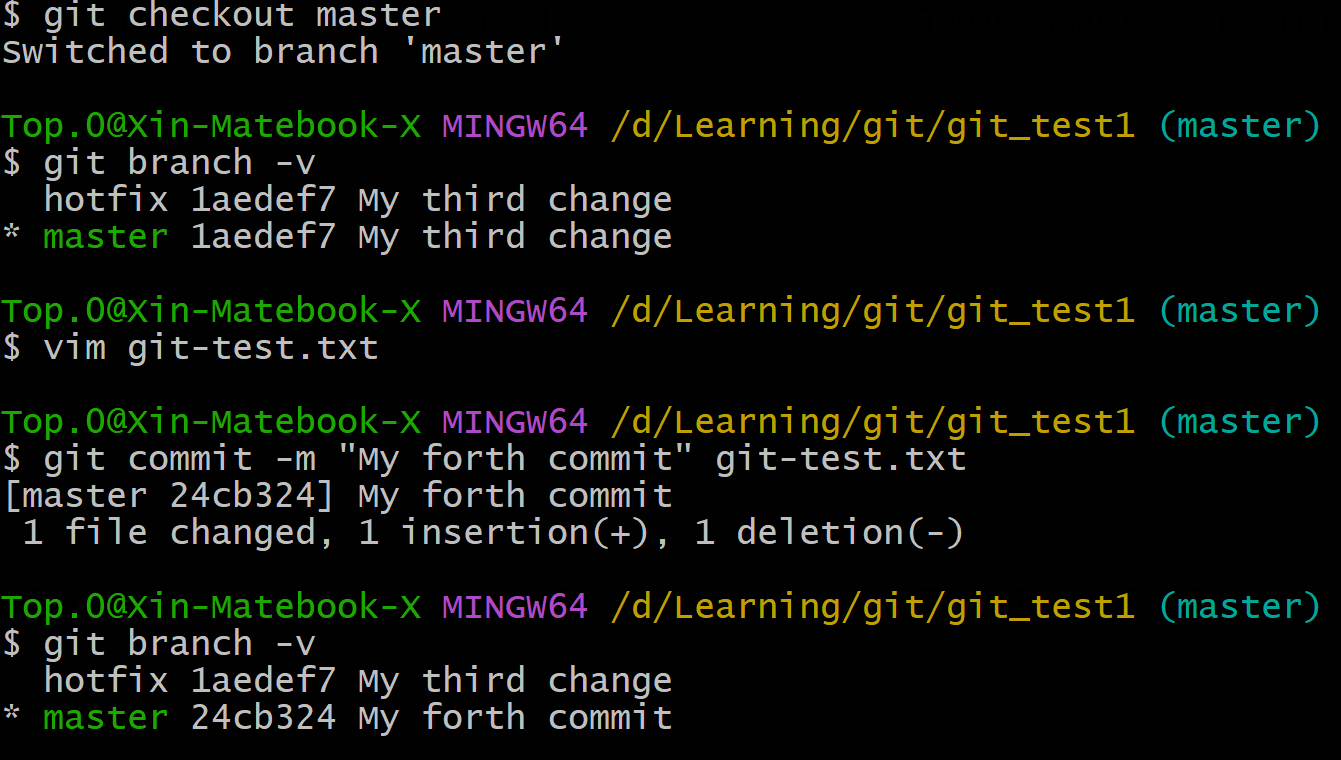 $ git checkout master
Switched to branch 'master'
Top.O@Xin-Matebook-X MINGW64 /d/Learning/git/git_test1 (master)
$ git branch -v
  hotfix 1aedef7 My third change
* master 1aedef7 My third change
Top.O@Xin-Matebook-X MINGW64 /d/Learning/git/git_test1 (master)
$ vim git-test.txt
Top.O@Xin-Matebook-X MINGW64 /d/Learning/git/git_test1 (master)
$ git commit -m "My forth commit" git-test.txt
[master 24cb324] My forth commit
 1 file changed, 1 insertion(+), 1 deletion(-)
Top.O@Xin-Matebook-X MINGW64 /d/Learning/git/git_test1 (master)
$ git branch -v
  hotfix 1aedef7 My third change
* master 24cb324 My forth commit